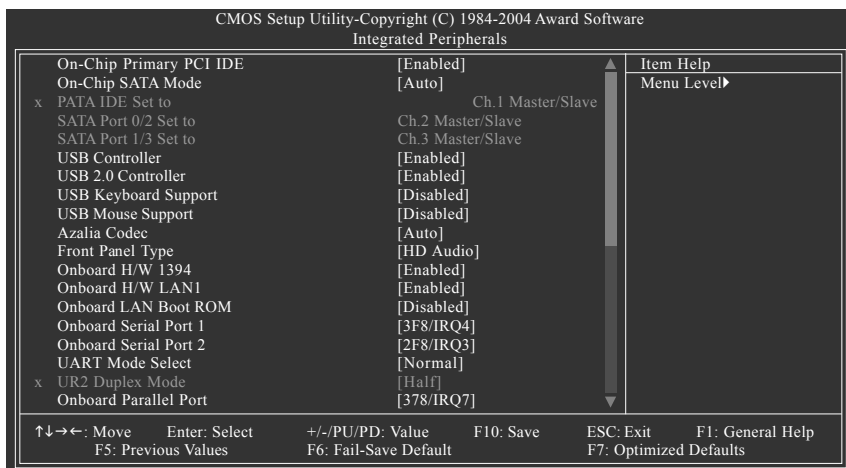 CMOS Setup Utility-Copyright (C) 1984-2004 Award Software
Integrated Peripherals
On-Chip Primary PCI IDE [Enabled]
On-Chip SATA Mode [Auto]
x PATA IDE Set to Ch.1 Master/Slave
SATA Port 0/2 Set to Ch.2 Master/Slave
SATA Port 1/3 Set to Ch.3 Master/Slave
USB Controller [Enabled]
USB 2.0 Controller [Enabled]
USB Keyboard Support [Disabled]
USB Mouse Support [Disabled]
Azalia Codec [Auto]
Front Panel Type [HD Audio]
Onboard H/W 1394 [Enabled]
Onboard H/W LAN1 [Enabled]
Onboard LAN Boot ROM [Disabled]
Onboard Serial Port 1 [3F8/IRQ4]
Onboard Serial Port 2 [2F8/IRQ3]
UART Mode Select [Normal]
x UR2 Duplex Mode [Half]
Onboard Parallel Port [378/IRQ7]
Item Help
Menu Level▶
↑↓→←: Move Enter: Select +/-/PU/PD: Value F10: Save ESC: Exit F1: General Help
F5: Previous Values F6: Fail-Save Default F7: Optimized Defaults